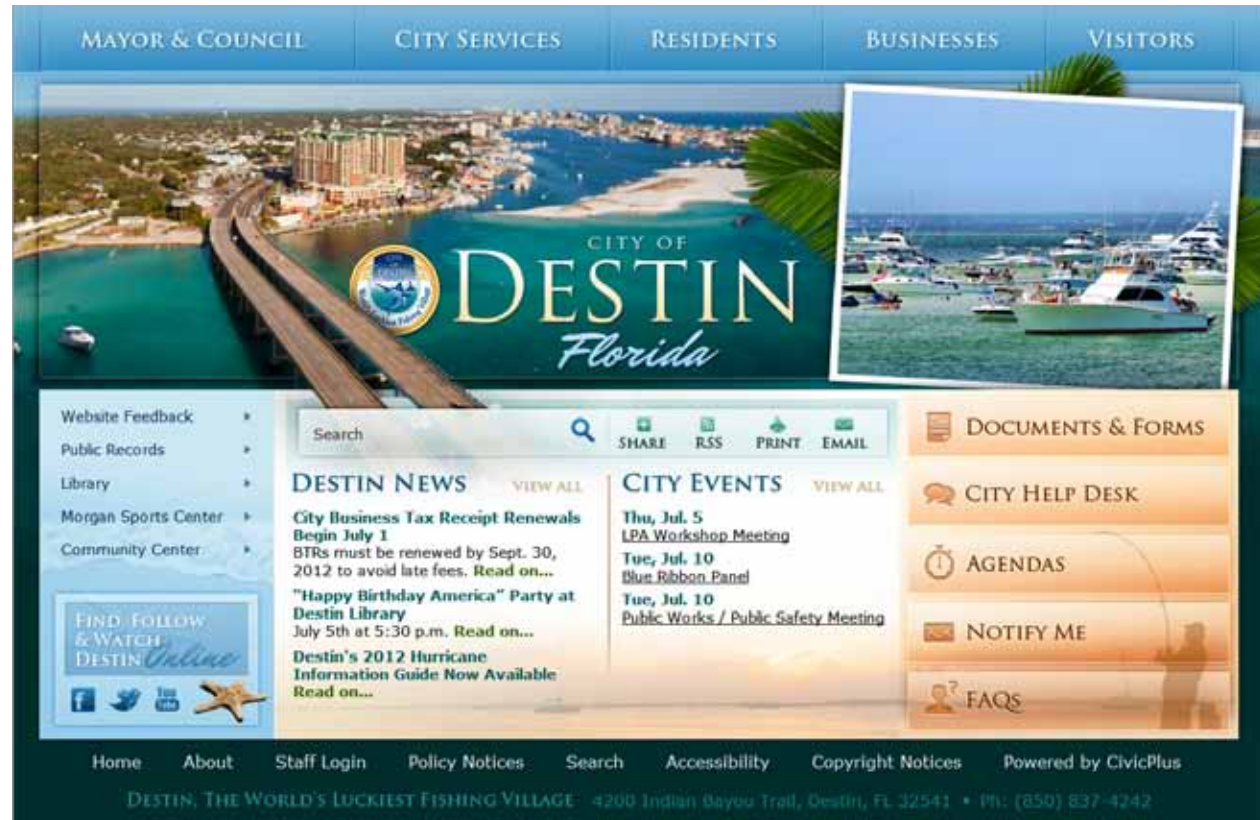 MAYOR & COUNCIL
CITY SERVICES
RESIDENTS
BUSINESSES
VISITORS
CITY OF
DESTIN
Florida
Website Feedback
Public Records
Library
Morgan Sports Center
Community Center
FIND, FOLLOW
& WATCH
DESTIN Online
Search
SHARE
RSS
PRINT
EMAIL
DESTIN NEWS
VIEW ALL
City Business Tax Receipt Renewals
Begin July 1
BTRs must be renewed by Sept. 30,
2012 to avoid late fees. Read on...
"Happy Birthday America" Party at
Destin Library
July 5th at 5:30 p.m. Read on...
Destin's 2012 Hurricane
Information Guide Now Available
Read on...
CITY EVENTS
VIEW ALL
Thu, Jul. 5
LPA Workshop Meeting
Tue, Jul. 10
Blue Ribbon Panel
Tue, Jul. 10
Public Works / Public Safety Meeting
DOCUMENTS & FORMS
CITY HELP DESK
AGENDAS
NOTIFY ME
FAQS
Home
About
Staff Login
Policy Notices
Search
Accessibility
Copyright Notices
Powered by CivicPlus
DESTIN, THE WORLD'S LUCKIEST FISHING VILLAGE 4200 Indian Bayou Trail, Destin, FL 32541 • Ph: (850) 837-4242